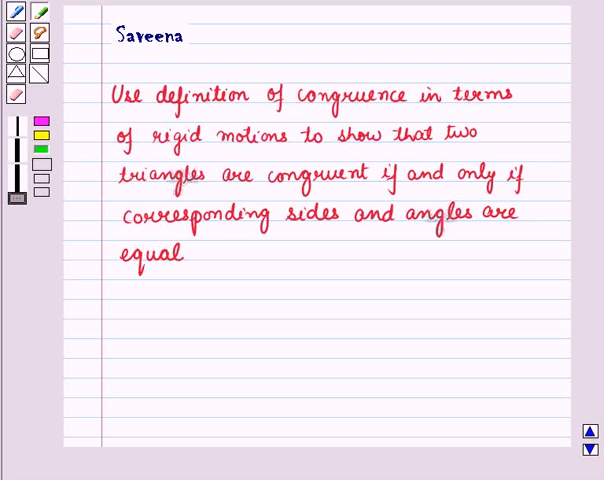 Saveena
Use definition of congruence in terms
of rigid motions to show that two
triangles are congruent if and only if
corresponding sides and angles are
equal